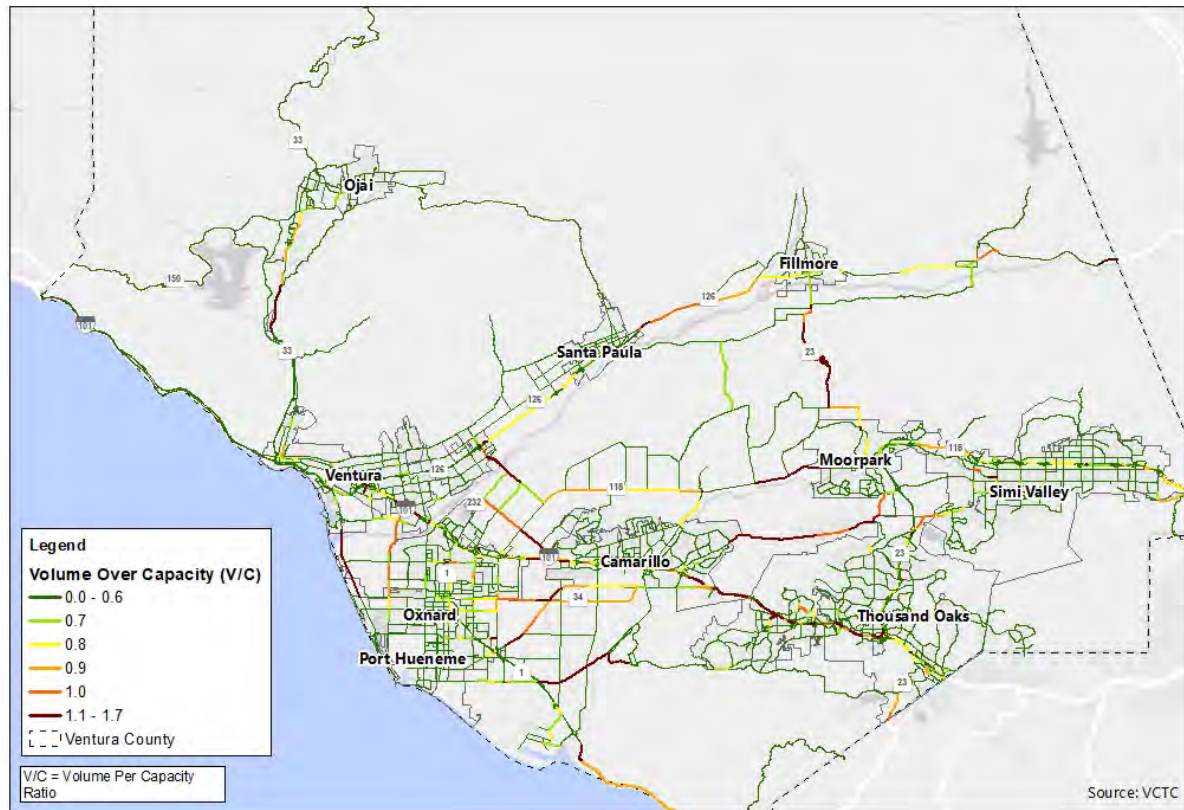 33
Ojai
150
Fillmore
126
101
33
Santa Paula
23
126
Moorpark
118
Ventura
126
118
Simi Valley
232
101
101
Camarillo
23
1
34
Oxnard
Thousand Oaks
Port Hueneme
1
23
Legend
Volume Over Capacity (V/C)
0.0 - 0.6
0.7
0.8
0.9
1.0
1.1 - 1.7
Ventura County
V/C = Volume Per Capacity
Ratio
Source: VCTC